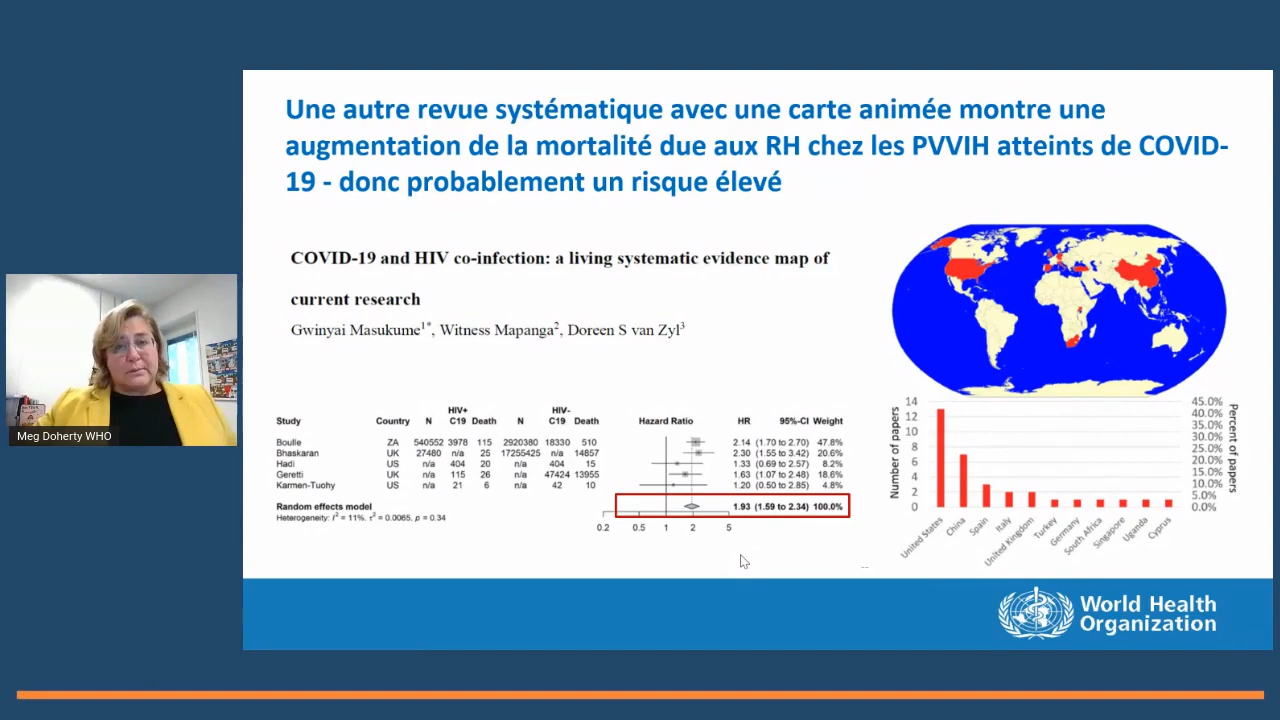 Une autre revue systématique avec une carte animée montre une
augmentation de la mortalité due aux RH chez les PVVIH atteints de COVID-
19 - donc probablement un risque élevé
COVID-19 and HIV co-infection: a living systematic evidence map of
current research
Gwinyai Masukume1*, Witness Mapanga2, Doreen S van Zyl3
HIV+ HIV-
Study Country N C19 Death N C19 Death Hazard Ratio HR 95%-CI Weight
Boulle ZA 540552 3978 115 2920380 18330 510 2.14 (1.70 to 2.70) 47.8%
Bhaskaran UK 27480 n/a 25 17255425 n/a 14857 2.30 (1.55 to 3.42) 20.6%
Hadi US n/a 404 20 n/a 404 15 1.33 (0.69 to 2.57) 8.2%
Geretti UK n/a 115 26 n/a 47424 13955 1.63 (1.07 to 2.48) 18.6%
Karmen-Tuohy US n/a 21 6 n/a 42 10 1.20 (0.50 to 2.85) 4.8%
Random effects model 1.93 (1.59 to 2.34) 100.0%
Heterogeneity: I2 = 11%, τ2 = 0.0065, p = 0.34
0.2 0.5 1 2 5
Number of papers
14
12
10
8
6
4
2
0
45.0%
40.0%
35.0%
30.0%
25.0%
20.0%
15.0%
10.0%
5.0%
0.0%
Percent of papers
United States
China
Spain
Italy
United Kingdom
Turkey
Germany
South Africa
Singapore
Uganda
Cyprus
Meg Doherty WHO
World Health
Organization